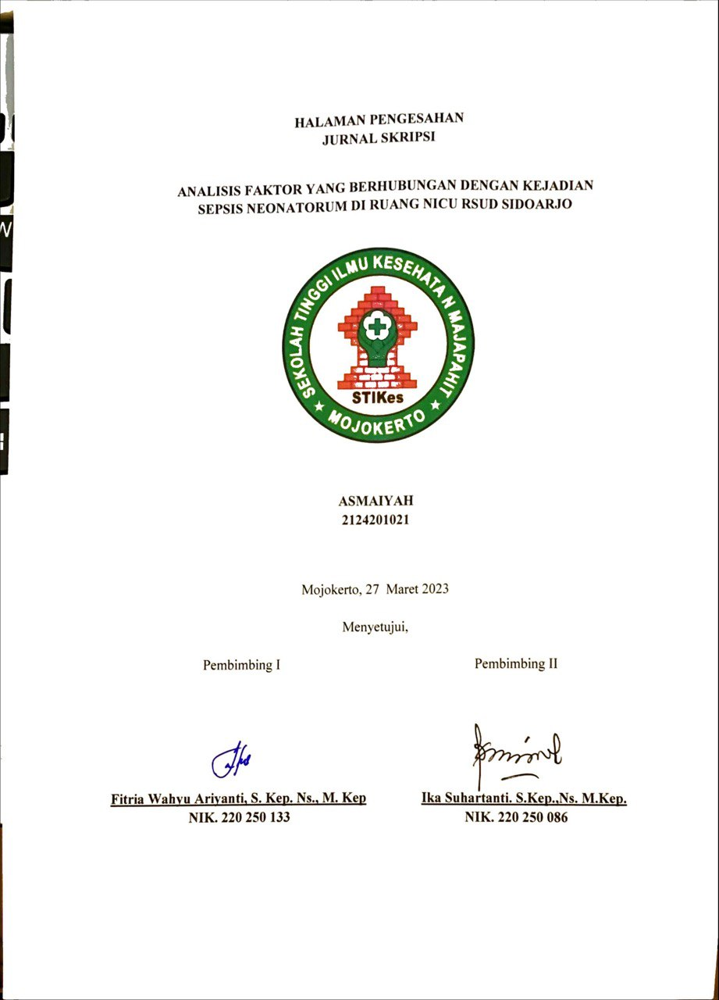 HALAMAN PENGESAHAN
JURNAL SKRIPSI
ANALISIS FAKTOR YANG BERHUBUNGAN DENGAN KEJADIAN
SEPSIS NEONATORUM DI RUANG NICU RSUD SIDOARJO
SEKOLAH TINGGI ILMU KESEHATA N MAJAPAHIT
STIKes
★ MOJOKERTO ★
ASMAIYAH
2124201021
Mojokerto, 27 Maret 2023
Menyetujui,
Pembimbing I
Pembimbing II
Fitria Wahyu Ariyanti, S. Kep. Ns., M. Kep
Ika Suhartanti. S.Kep.,Ns. M.Kep.
NIK. 220 250 133
NIK. 220 250 086
W